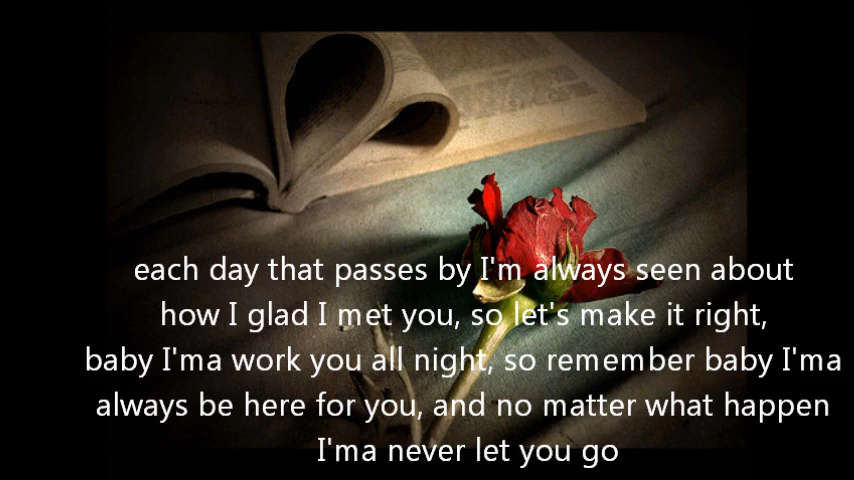 each day that passes by I'm always seen about
how I glad I met you, so let's make it right,
baby I'ma work you all night, so remember baby I'ma
always be here for you, and no matter what happen
I'ma never let you go